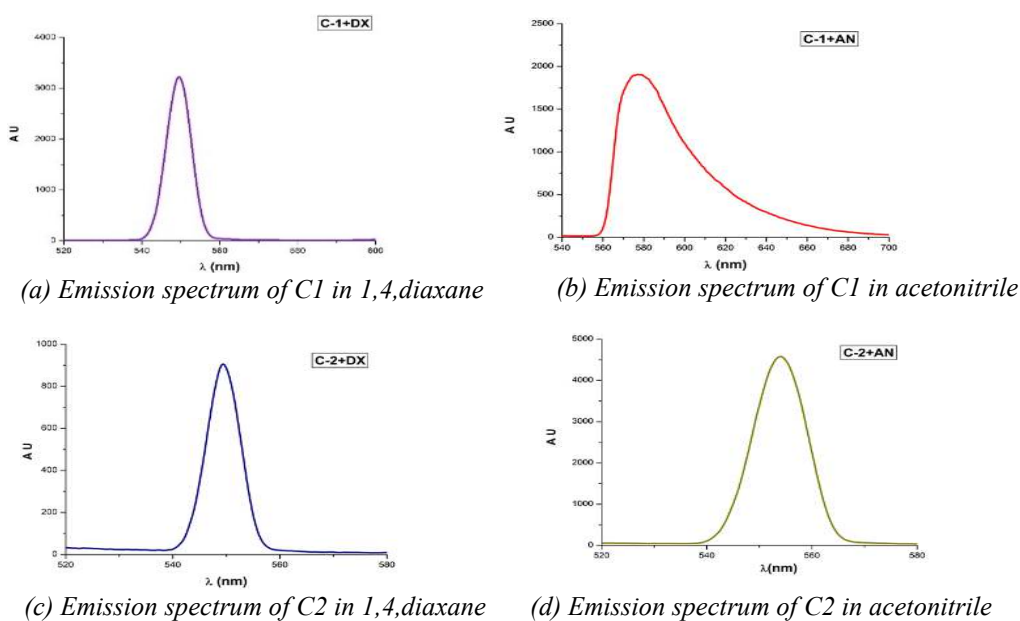 C-1+DX
4000
3000
2000
1000
0
AU
520 540 560 580 600
λ (nm)
(a) Emission spectrum of C1 in 1,4,diaxane
C-1+AN
2500
2000
1500
1000
500
0
AU
540 560 580 600 620 640 660 680 700
λ (nm)
(b) Emission spectrum of C1 in acetonitrile
C-2+DX
1000
800
600
400
200
0
AU
520 540 560 580
λ (nm)
(c) Emission spectrum of C2 in 1,4,diaxane
C-2+AN
5000
4000
3000
2000
1000
0
AU
520 540 560 580
λ(nm)
(d) Emission spectrum of C2 in acetonitrile